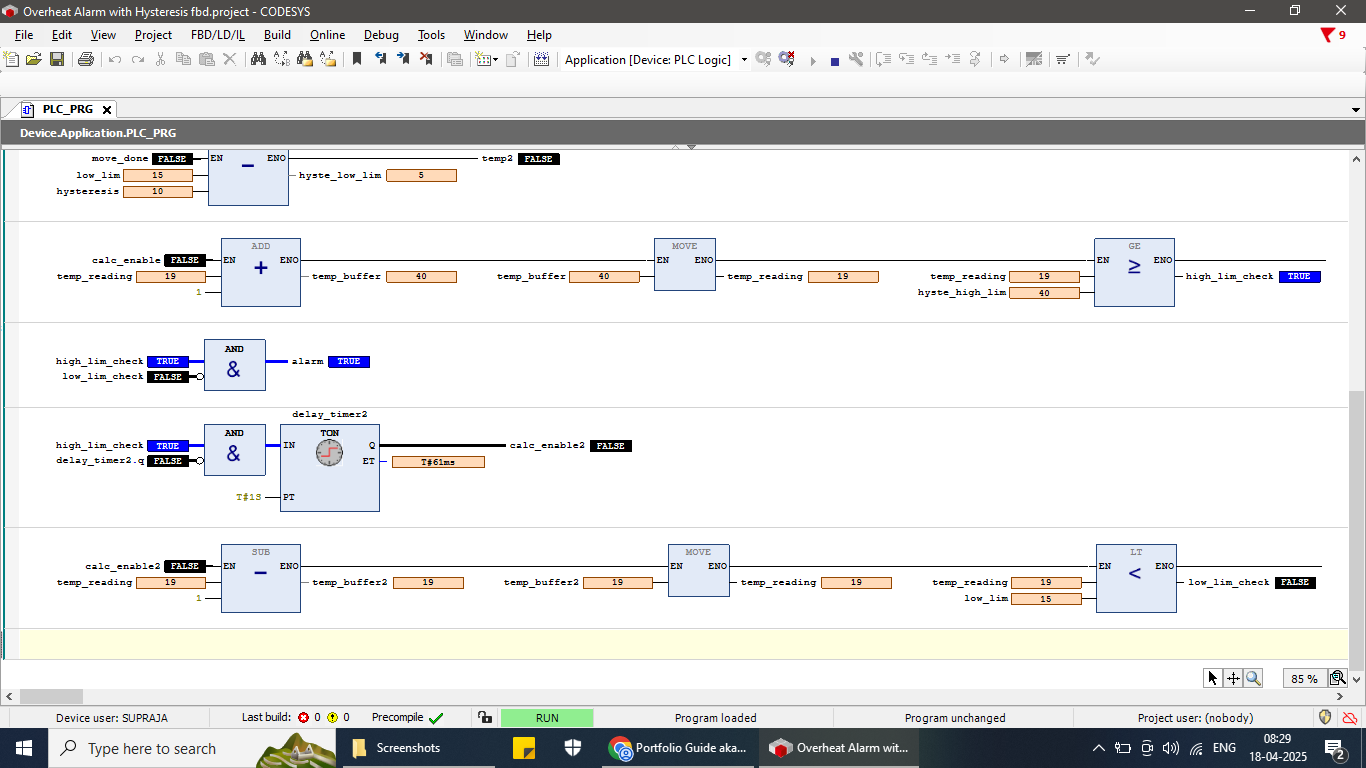 Overheat Alarm with Hysteresis fbd.project - CODESYS
File Edit View Project FBD/LD/IL Build Online Debug Tools Window Help 9
Application [Device: PLC Logic]
PLC_PRG
Device.Application.PLC_PRG
move_done FALSE EN ENO temp2 FALSE
low_lim 15 − hyste_low_lim 5
hysteresis 10
ADD MOVE GE
calc_enable FALSE EN ENO EN ENO EN ENO
temp_reading 19 + temp_buffer 40 temp_buffer 40 temp_reading 19 temp_reading 19 ≥ high_lim_check TRUE
1 hyste_high_lim 40
AND
high_lim_check TRUE & alarm TRUE
low_lim_check FALSE
delay_timer2
AND TON
high_lim_check TRUE & IN Q calc_enable2 FALSE
delay_timer2.q FALSE ET T#61ms
T#1S PT
SUB MOVE LT
calc_enable2 FALSE EN ENO EN ENO EN ENO
temp_reading 19 − temp_buffer2 19 temp_buffer2 19 temp_reading 19 temp_reading 19 < low_lim_check FALSE
1 low_lim 15
85 %
Device user: SUPRAJA Last build: 0 0 Precompile RUN Program loaded Program unchanged Project user: (nobody)
Type here to search Screenshots Portfolio Guide aka... Overheat Alarm wit... ENG 08:29
18-04-2025 2